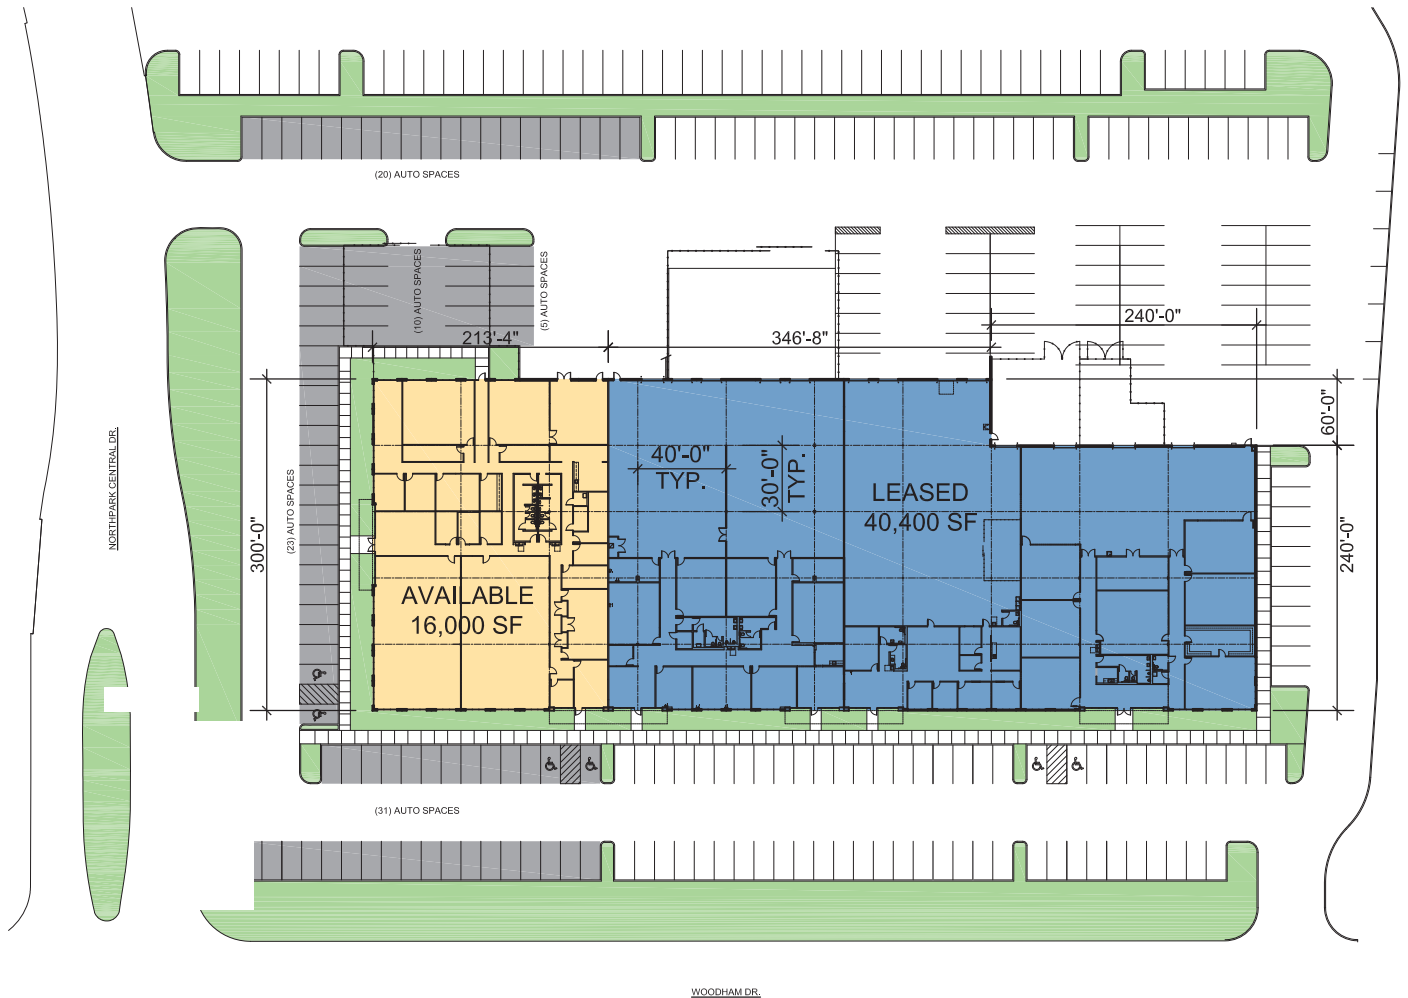 (20) AUTO SPACES
(10) AUTO SPACES
(5) AUTO SPACES
213'-4"
346'-8"
240'-0"
60'-0"
40'-0"
TYP.
30'-0"
TYP.
LEASED
40,400 SF
NORTHPARK CENTRAL DR.
(23) AUTO SPACES
300'-0"
240'-0"
AVAILABLE
16,000 SF
(31) AUTO SPACES
WOODHAM DR.